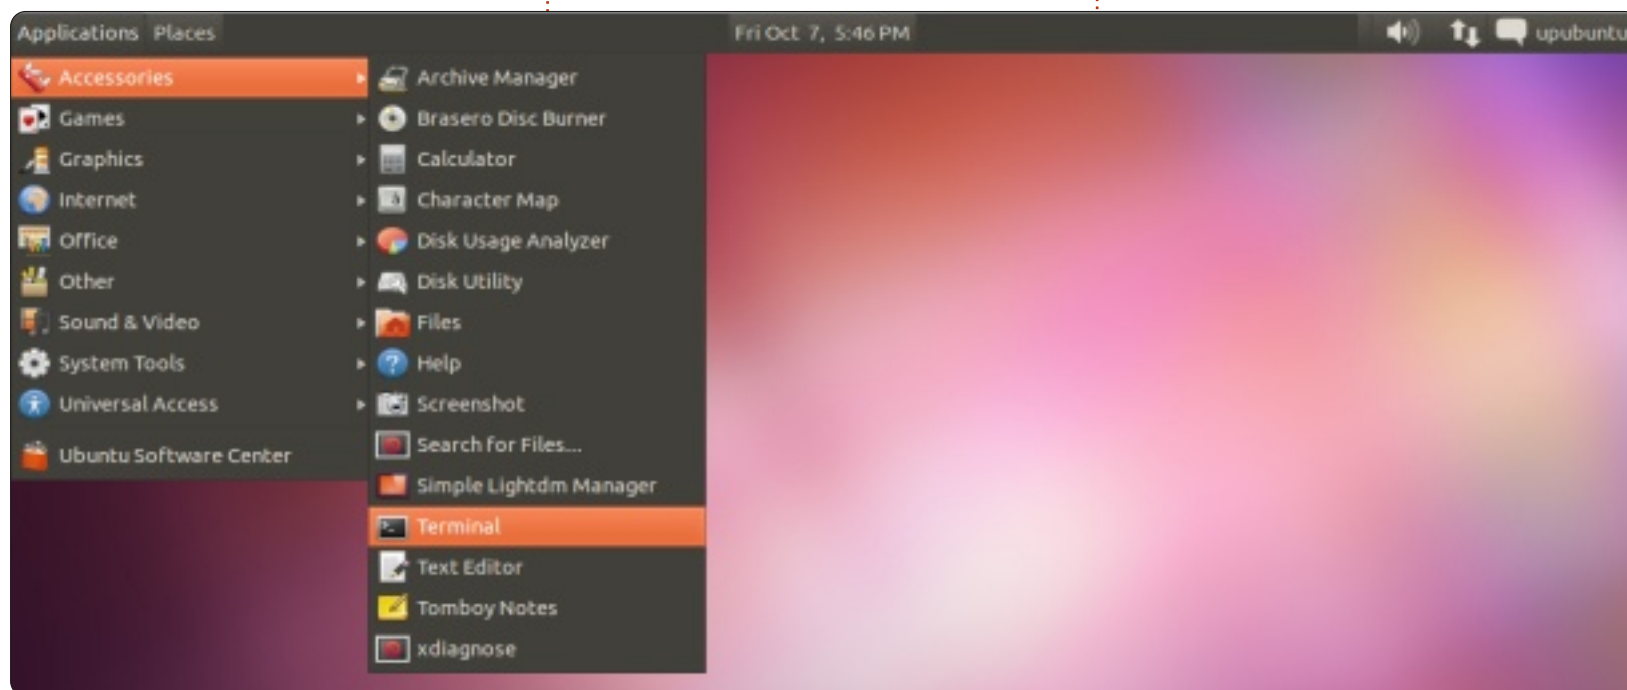 Applications Places Fri Oct 7, 5:46 PM upubuntu
Accessories
Games
Graphics
Internet
Office
Other
Sound & Video
System Tools
Universal Access
Ubuntu Software Center
Archive Manager
Brasero Disc Burner
Calculator
Character Map
Disk Usage Analyzer
Disk Utility
Files
Help
Screenshot
Search for Files...
Simple Lightdm Manager
Terminal
Text Editor
Tomboy Notes
xdiagnose